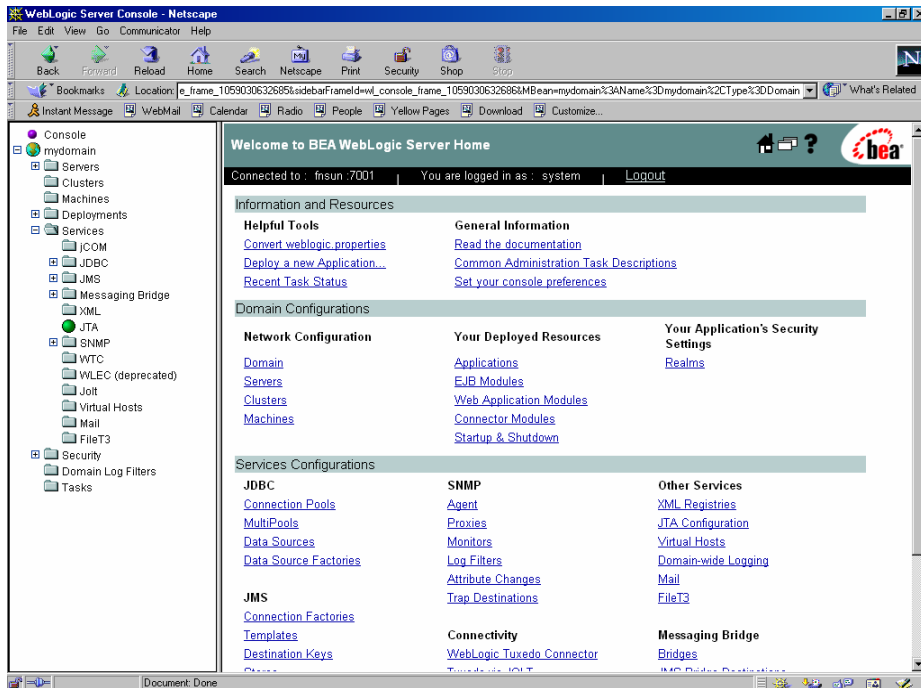 WebLogic Server Console - Netscape
File Edit View Go Communicator Help
Back Forward Reload Home Search Netscape Print Security Shop Stop
Bookmarks Location: e_frame_1059030632685&sidebarFrameId=wl_console_frame_1059030632686&MBean=mydomain%3AName%3Dmydomain%2CType%3DDomain What's Related
Instant Message WebMail Calendar Radio People Yellow Pages Download Customize...
Console
mydomain
Servers
Clusters
Machines
Deployments
Services
jCOM
JDBC
JMS
Messaging Bridge
XML
JTA
SNMP
WTC
WLEC (deprecated)
Jolt
Virtual Hosts
Mail
FileT3
Security
Domain Log Filters
Tasks
Welcome to BEA WebLogic Server Home
? bea
Connected to : fnsun :7001 | You are logged in as : system | Logout
Information and Resources
Helpful Tools General Information
Convert weblogic.properties Read the documentation
Deploy a new Application... Common Administration Task Descriptions
Recent Task Status Set your console preferences
Domain Configurations
Network Configuration Your Deployed Resources Your Application's Security Settings
Domain Applications Realms
Servers EJB Modules
Clusters Web Application Modules
Machines Connector Modules
Startup & Shutdown
Services Configurations
JDBC SNMP Other Services
Connection Pools Agent XML Registries
MultiPools Proxies JTA Configuration
Data Sources Monitors Virtual Hosts
Data Source Factories Log Filters Domain-wide Logging
Attribute Changes Mail
JMS Trap Destinations FileT3
Connection Factories
Templates Connectivity Messaging Bridge
Destination Keys WebLogic Tuxedo Connector Bridges
Stores Tuxedo via JOLT JMS Bridge Destinations
Document: Done